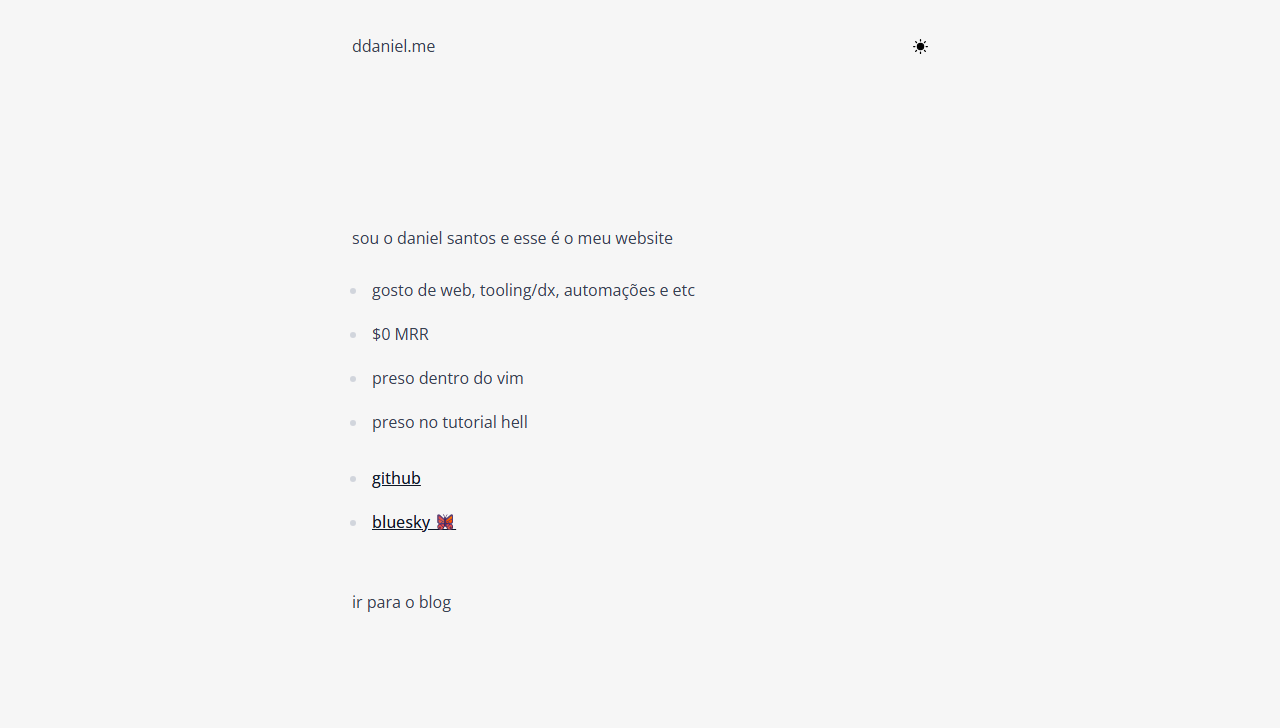 ddaniel.me
sou o daniel santos e esse é o meu website
gosto de web, tooling/dx, automações e etc
$0 MRR
preso dentro do vim
preso no tutorial hell
github
bluesky 🦋
ir para o blog